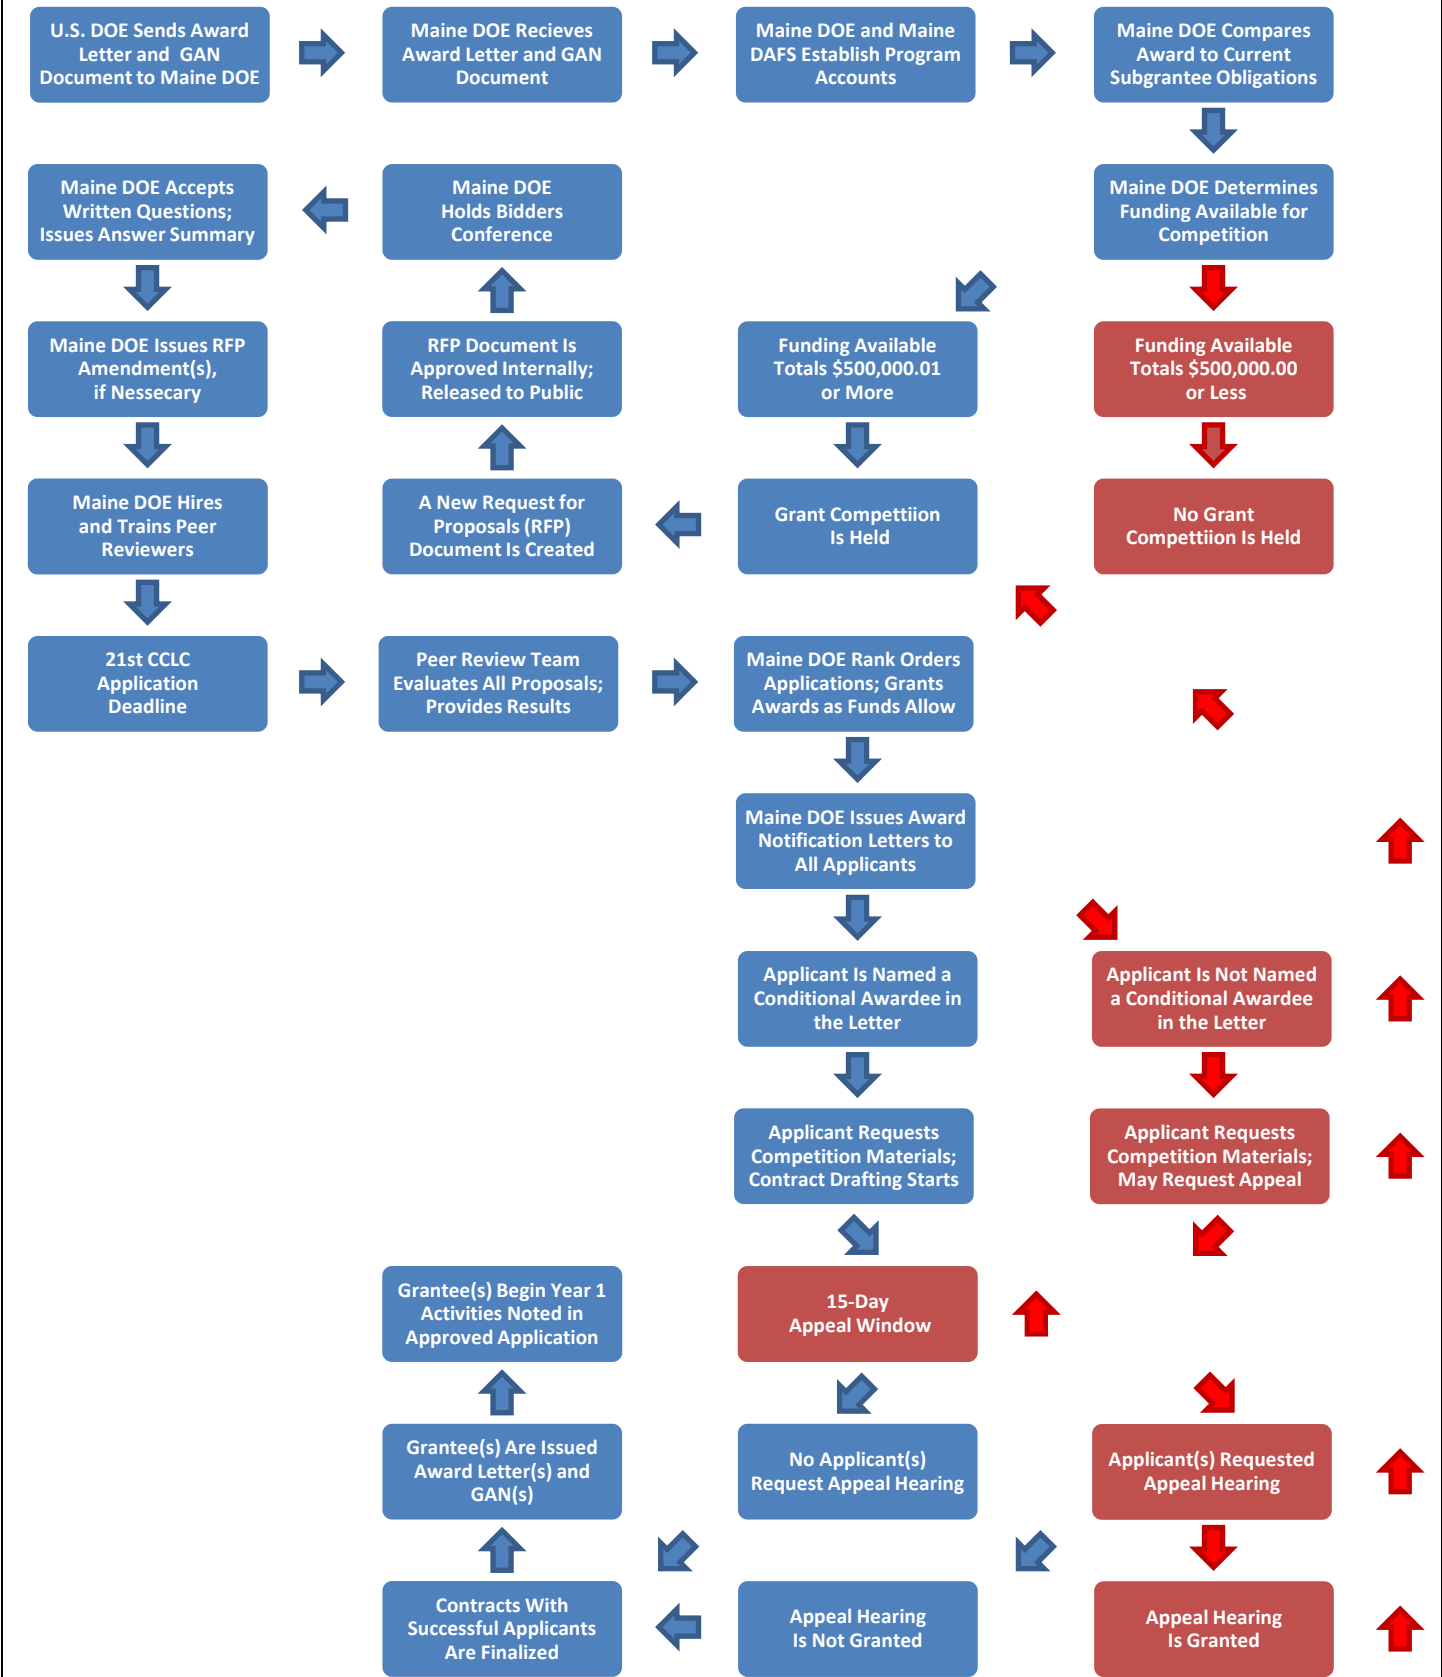 U.S. DOE Sends Award
Letter and GAN
Document to Maine DOE
Maine DOE Recieves
Award Letter and GAN
Document
Maine DOE and Maine
DAFS Establish Program
Accounts
Maine DOE Compares
Award to Current
Subgrantee Obligations
Maine DOE Determines
Funding Available for
Competition
Funding Available
Totals $500,000.01
or More
Funding Available
Totals $500,000.00
or Less
No Grant
Compettiion Is Held
Grant Compettiion
Is Held
A New Request for
Proposals (RFP)
Document Is Created
RFP Document Is
Approved Internally;
Released to Public
Maine DOE
Holds Bidders
Conference
Maine DOE Accepts
Written Questions;
Issues Answer Summary
Maine DOE Issues RFP
Amendment(s),
if Nessecary
Maine DOE Hires
and Trains Peer
Reviewers
21st CCLC
Application
Deadline
Peer Review Team
Evaluates All Proposals;
Provides Results
Maine DOE Rank Orders
Applications; Grants
Awards as Funds Allow
Maine DOE Issues Award
Notification Letters to
All Applicants
Applicant Is Named a
Conditional Awardee in
the Letter
Applicant Is Not Named
a Conditional Awardee
in the Letter
Applicant Requests
Competition Materials;
Contract Drafting Starts
Applicant Requests
Competition Materials;
May Request Appeal
15-Day
Appeal Window
No Applicant(s)
Request Appeal Hearing
Applicant(s) Requested
Appeal Hearing
Appeal Hearing
Is Granted
Appeal Hearing
Is Not Granted
Contracts With
Successful Applicants
Are Finalized
Grantee(s) Are Issued
Award Letter(s) and
GAN(s)
Grantee(s) Begin Year 1
Activities Noted in
Approved Application